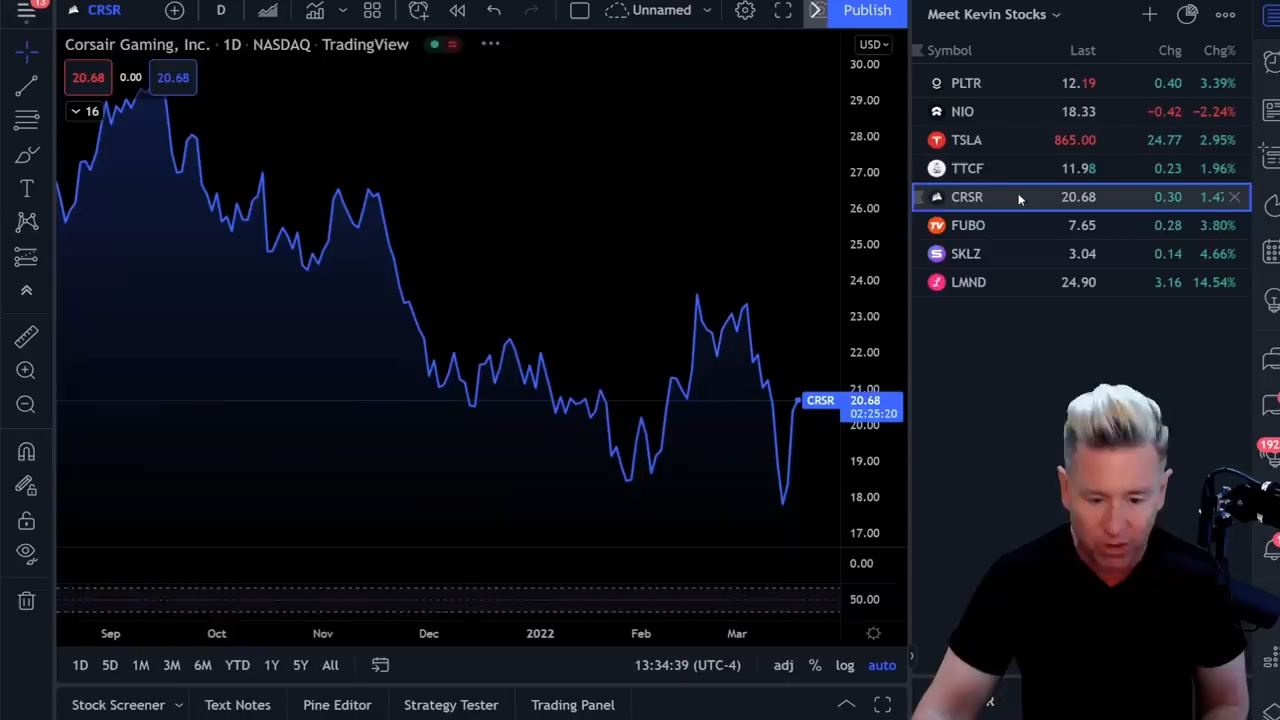 13
CRSR
D
Unnamed
Publish
Meet Kevin Stocks
Corsair Gaming, Inc. · 1D · NASDAQ · TradingView
USD
20.68 0.00 20.68
16
30.00
29.00
28.00
27.00
26.00
25.00
24.00
23.00
22.00
21.00
CRSR 20.68
02:25:20
20.00
19.00
18.00
17.00
0.00
50.00
Sep Oct Nov Dec 2022 Feb Mar
1D 5D 1M 3M 6M YTD 1Y 5Y All 13:34:39 (UTC-4) adj % log auto
Stock Screener Text Notes Pine Editor Strategy Tester Trading Panel
Symbol Last Chg Chg%
PLTR 12.19 0.40 3.39%
NIO 18.33 −0.42 −2.24%
TSLA 865.00 24.77 2.95%
TTCF 11.98 0.23 1.96%
CRSR 20.68 0.30 1.47
FUBO 7.65 0.28 3.80%
SKLZ 3.04 0.14 4.66%
LMND 24.90 3.16 14.54%
192